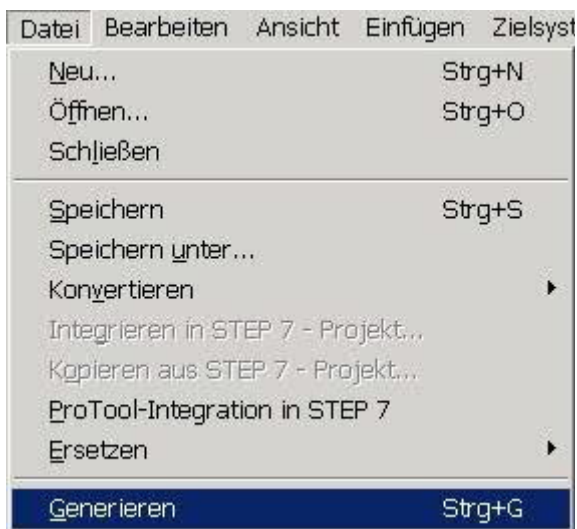 Datei Bearbeiten Ansicht Einfügen Zielsyst
Neu... Strg+N
Öffnen... Strg+O
Schließen
Speichern Strg+S
Speichern unter...
Konvertieren
Integrieren in STEP 7 - Projekt...
Kopieren aus STEP 7 - Projekt...
ProTool-Integration in STEP 7
Ersetzen
Generieren Strg+G